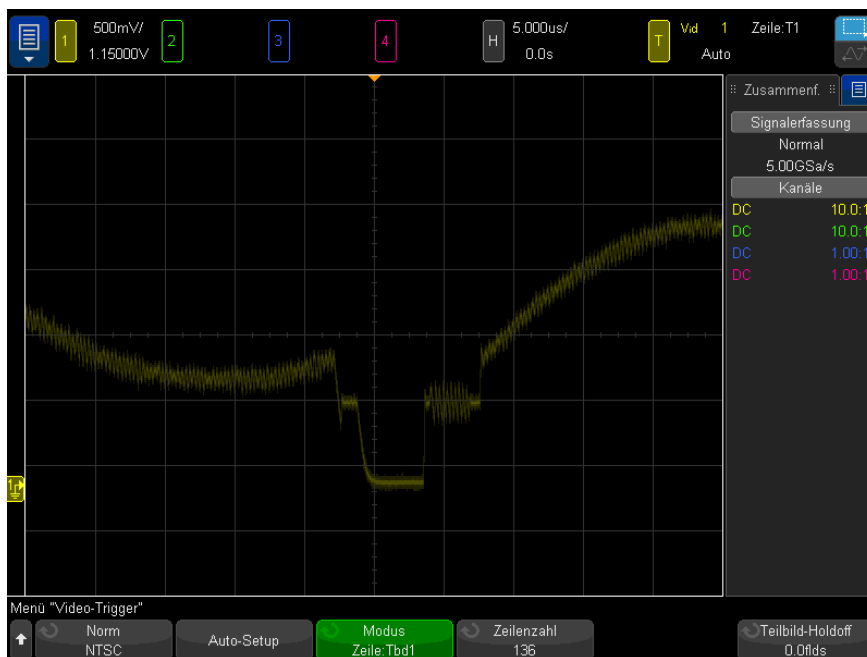 1 500mV/ 2 3 4 H 5.000us/ T Vid 1 Zeile:T1
1.15000V 0.0s Auto
Zusammenf.
Signalerfassung
Normal
5.00GSa/s
Kanäle
DC 10.0:1
DC 10.0:1
DC 1.00:1
DC 1.00:1
1
Menü "Video-Trigger"
Norm
NTSC
Auto-Setup
Modus
Zeile:Tbd1
Zeilenzahl
136
Teilbild-Holdoff
0.0flds